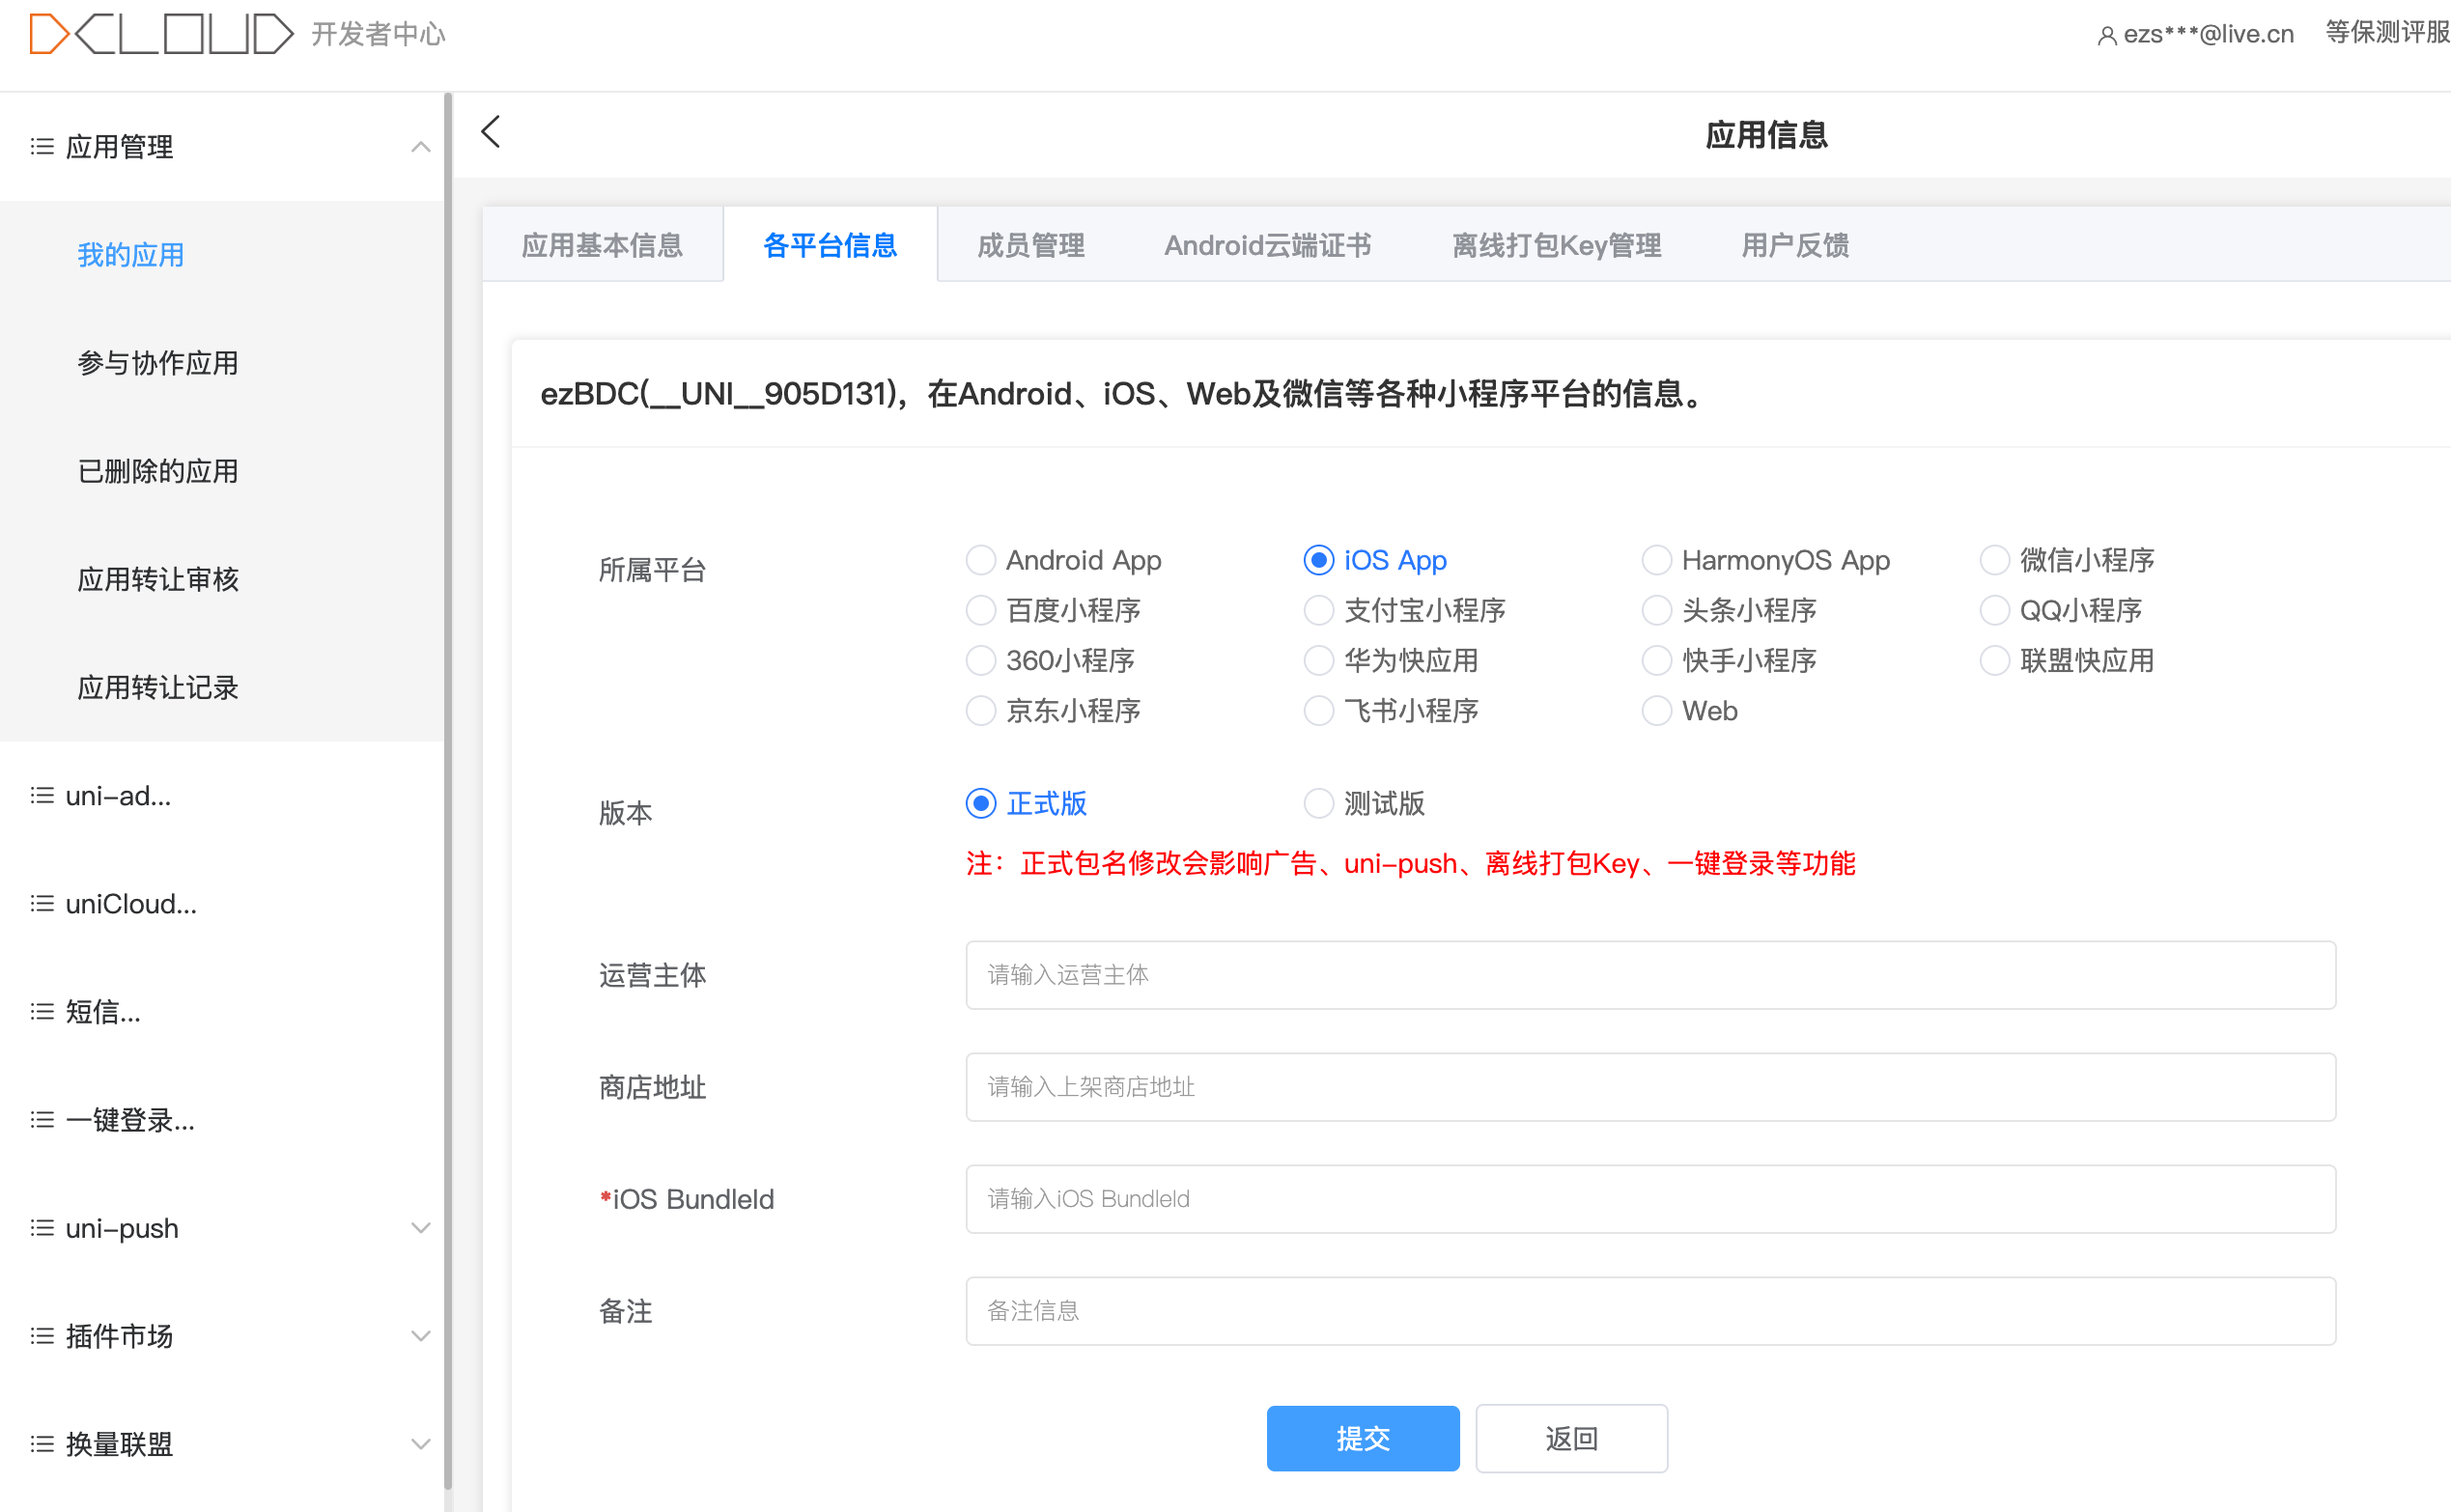 DCLOUD 开发者中心
ezs***@live.cn 等保测评服
应用管理
我的应用
参与协作应用
已删除的应用
应用转让审核
应用转让记录
uni-ad...
uniCloud...
短信...
一键登录...
uni-push
插件市场
换量联盟
应用信息
应用基本信息 各平台信息 成员管理 Android云端证书 离线打包Key管理 用户反馈
ezBDC(__UNI__905D131)，在Android、iOS、Web及微信等各种小程序平台的信息。
所属平台
Android App iOS App HarmonyOS App 微信小程序
百度小程序 支付宝小程序 头条小程序 QQ小程序
360小程序 华为快应用 快手小程序 联盟快应用
京东小程序 飞书小程序 Web
版本 正式版 测试版
注：正式包名修改会影响广告、uni-push、离线打包Key、一键登录等功能
运营主体 请输入运营主体
商店地址 请输入上架商店地址
*iOS BundleId 请输入iOS BundleId
备注 备注信息
提交 返回